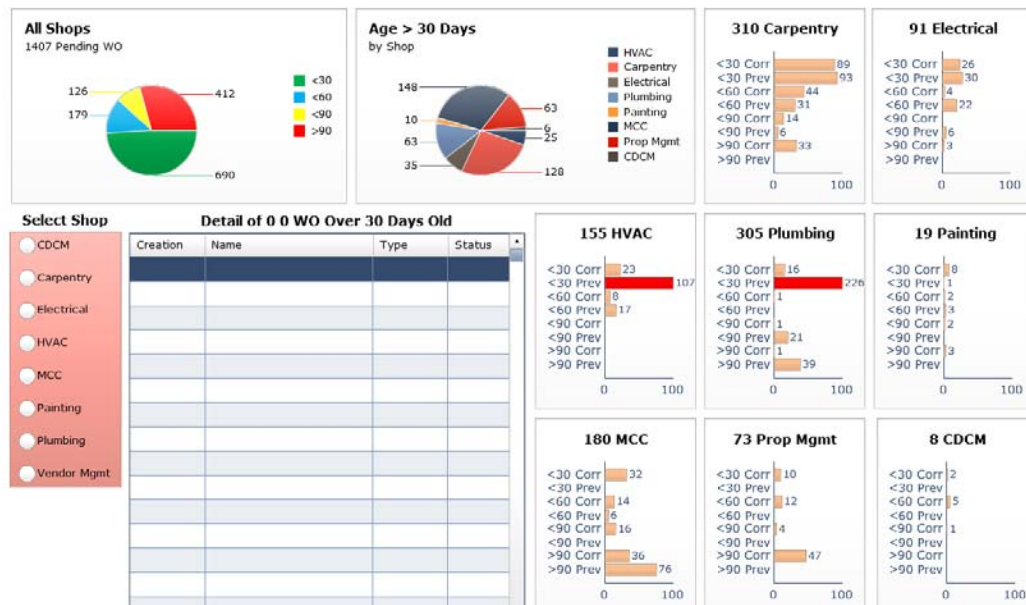 All Shops
1407 Pending WO
126
179
412
690
<30
<60
<90
>90
Age > 30 Days
by Shop
148
10
63
35
63
6
25
128
HVAC
Carpentry
Electrical
Plumbing
Painting
MCC
Prop Mgmt
CDCM
310 Carpentry
<30 Corr 89
<30 Prev 93
<60 Corr 44
<60 Prev 31
<90 Corr 14
<90 Prev 6
>90 Corr 33
>90 Prev
0 100
91 Electrical
<30 Corr 26
<30 Prev 30
<60 Corr 4
<60 Prev 22
<90 Corr
<90 Prev 6
>90 Corr 3
>90 Prev
0 100
Select Shop
CDCM
Carpentry
Electrical
HVAC
MCC
Painting
Plumbing
Vendor Mgmt
Detail of 0 0 WO Over 30 Days Old
Creation Name Type Status
155 HVAC
<30 Corr 23
<30 Prev 107
<60 Corr 8
<60 Prev 17
<90 Corr
<90 Prev
>90 Corr
>90 Prev
0 100
305 Plumbing
<30 Corr 16
<30 Prev 226
<60 Corr 1
<60 Prev
<90 Corr 1
<90 Prev 21
>90 Corr 1
>90 Prev 39
0 100
19 Painting
<30 Corr 8
<30 Prev 1
<60 Corr 2
<60 Prev 3
<90 Corr 2
<90 Prev
>90 Corr 3
>90 Prev
0 100
180 MCC
<30 Corr 32
<30 Prev
<60 Corr 14
<60 Prev 6
<90 Corr 16
<90 Prev
>90 Corr 36
>90 Prev 76
0 100
73 Prop Mgmt
<30 Corr 10
<30 Prev
<60 Corr 12
<60 Prev
<90 Corr 4
<90 Prev
>90 Corr 47
>90 Prev
0 100
8 CDCM
<30 Corr 2
<30 Prev
<60 Corr 5
<60 Prev
<90 Corr 1
<90 Prev
>90 Corr
>90 Prev
0 100